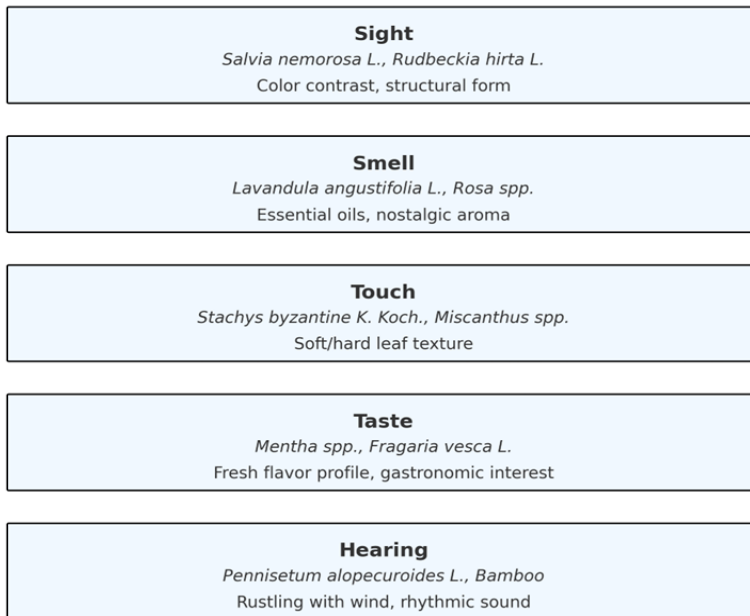 Sight
Salvia nemorosa L., Rudbeckia hirta L.
Color contrast, structural form
Smell
Lavandula angustifolia L., Rosa spp.
Essential oils, nostalgic aroma
Touch
Stachys byzantine K. Koch., Miscanthus spp.
Soft/hard leaf texture
Taste
Mentha spp., Fragaria vesca L.
Fresh flavor profile, gastronomic interest
Hearing
Pennisetum alopecuroides L., Bamboo
Rustling with wind, rhythmic sound